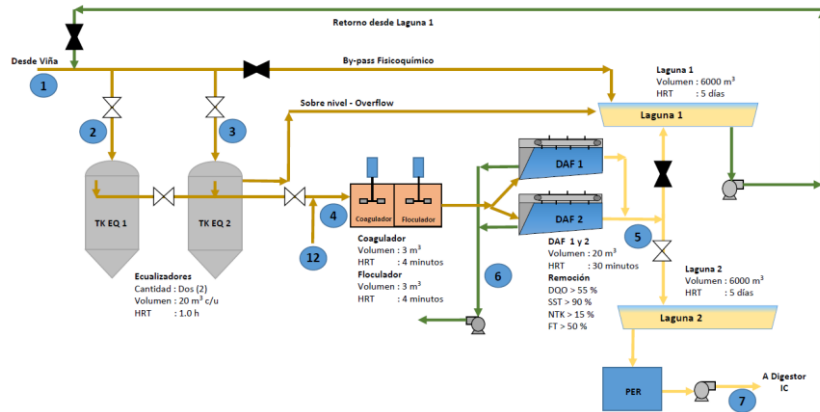 Retorno desde Laguna 1
Desde Viña
By-pass Fisicoquímico
1
Laguna 1
Volumen : 6000 m³
HRT : 5 días
Sobre nivel - Overflow
2
3
Laguna 1
DAF 1
TK EQ 1
TK EQ 2
4
Coagulador
Floculador
DAF 2
5
12
Coagulador
Volumen : 3 m³
HRT : 4 minutos
Floculador
Volumen : 3 m³
HRT : 4 minutos
6
DAF 1 y 2
Volumen : 20 m³
HRT : 30 minutos
Remoción
DQO > 55 %
SST > 90 %
NTK > 15 %
FT > 50 %
Ecualizadores
Cantidad : Dos (2)
Volumen : 20 m³ c/u
HRT : 1.0 h
Laguna 2
Volumen : 6000 m³
HRT : 5 días
Laguna 2
PER
A Digestor
IC
7